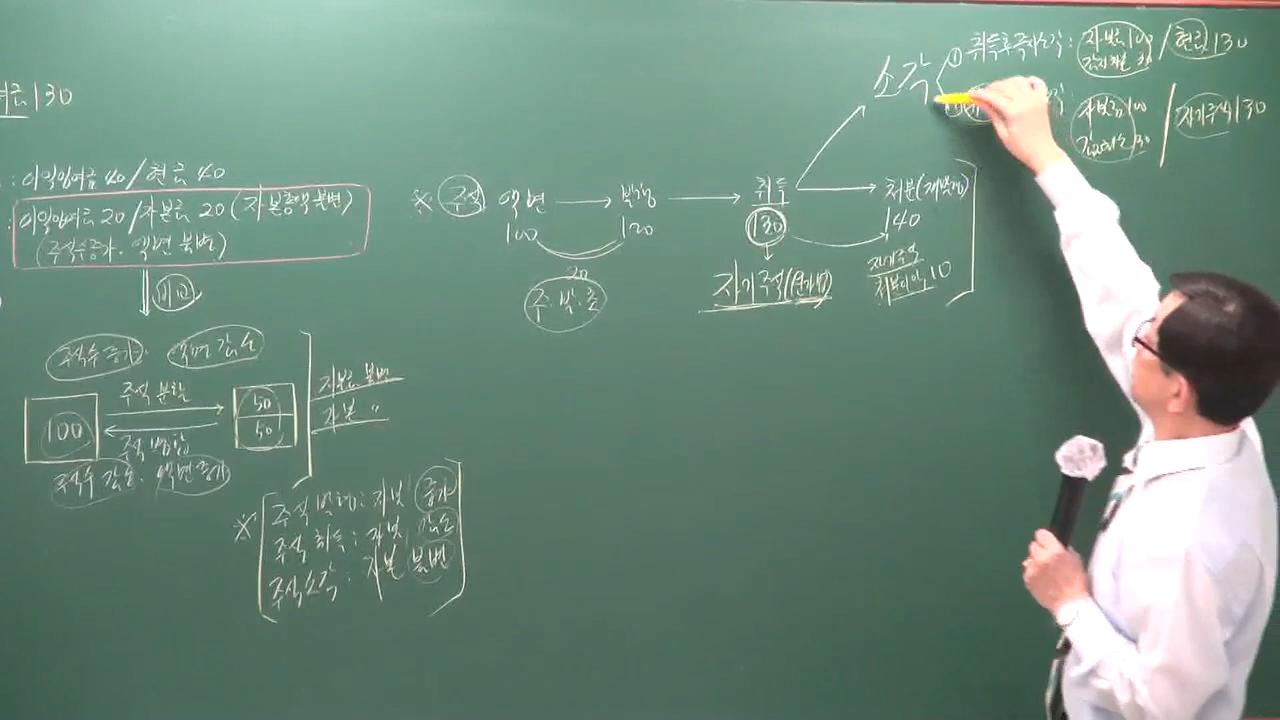 130
: 이익잉여금 40 / 현금 40
: 이익잉여금 20 / 자본금 20 (자본총액 불변)
(주식수 증가 · 액면 불변)
비교
주식수 증가 액면 감소
100 주식 분할 50
주식 병합 50
자본금 불변
자본 〃
주식수 감소 · 액면 증가
※ 주식 발행 : 자본 증가
주식 취득 : 자본 감소
주식 소각 : 자본 불변
※ 주식 액면 → 발행 → 취득 → 처분(재발행)
100 120 130 140
20
주 · 발 · 초
자기주식(원가법)
자기주식
처분이익 10
소각
① 취득후 즉시소각 : 자본금 100 / 현금 130
감자차손 30
자본금 100 / 자기주식 130
감자차손 30